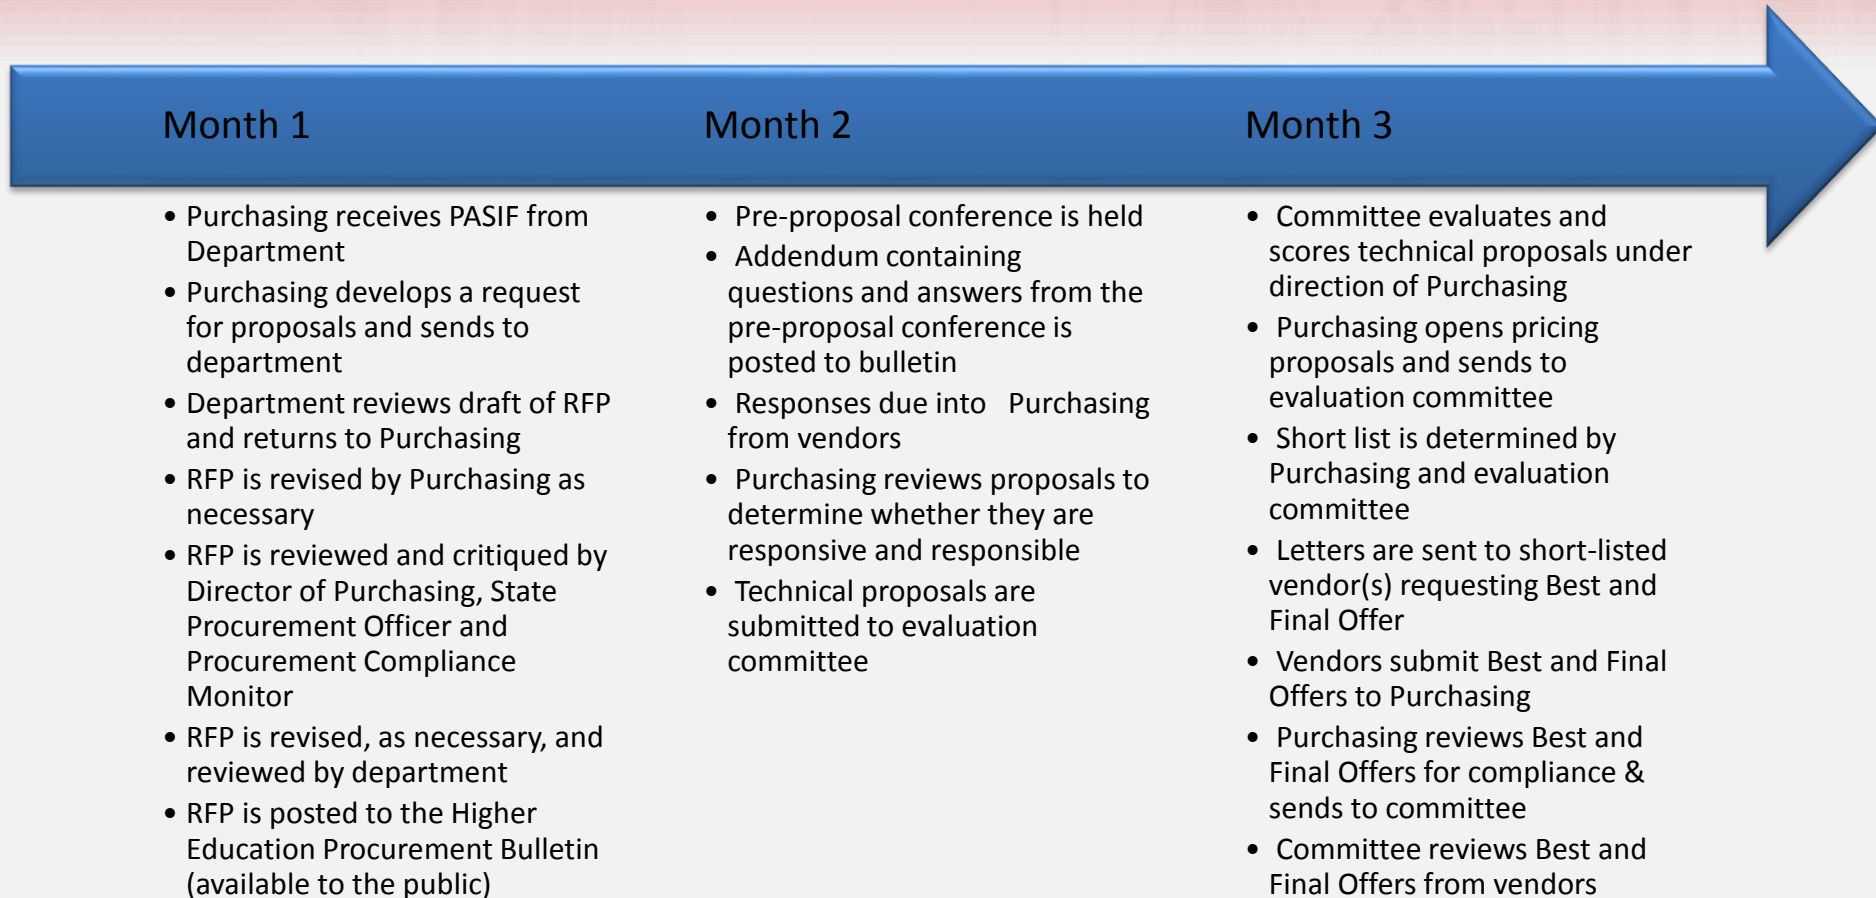 Month 1
• Purchasing receives PASIF from
Department
• Purchasing develops a request
for proposals and sends to
department
• Department reviews draft of RFP
and returns to Purchasing
• RFP is revised by Purchasing as
necessary
• RFP is reviewed and critiqued by
Director of Purchasing, State
Procurement Officer and
Procurement Compliance
Monitor
• RFP is revised, as necessary, and
reviewed by department
• RFP is posted to the Higher
Education Procurement Bulletin
(available to the public)
Month 2
• Pre-proposal conference is held
• Addendum containing
questions and answers from the
pre-proposal conference is
posted to bulletin
• Responses due into Purchasing
from vendors
• Purchasing reviews proposals to
determine whether they are
responsive and responsible
• Technical proposals are
submitted to evaluation
committee
Month 3
• Committee evaluates and
scores technical proposals under
direction of Purchasing
• Purchasing opens pricing
proposals and sends to
evaluation committee
• Short list is determined by
Purchasing and evaluation
committee
• Letters are sent to short-listed
vendor(s) requesting Best and
Final Offer
• Vendors submit Best and Final
Offers to Purchasing
• Purchasing reviews Best and
Final Offers for compliance &
sends to committee
• Committee reviews Best and
Final Offers from vendors